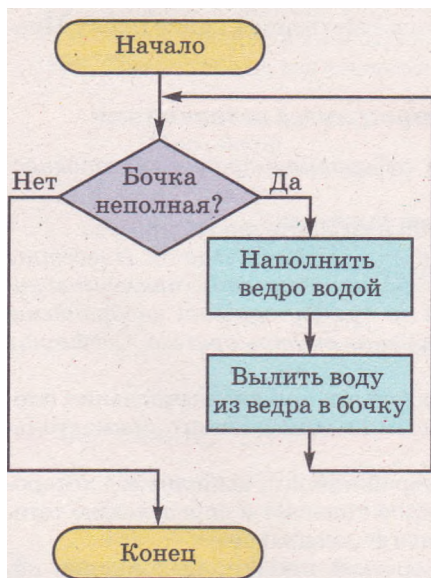 Начало
Нет
Бочка
неполная?
Да
Наполнить
ведро водой
Вылить воду
из ведра в бочку
Конец